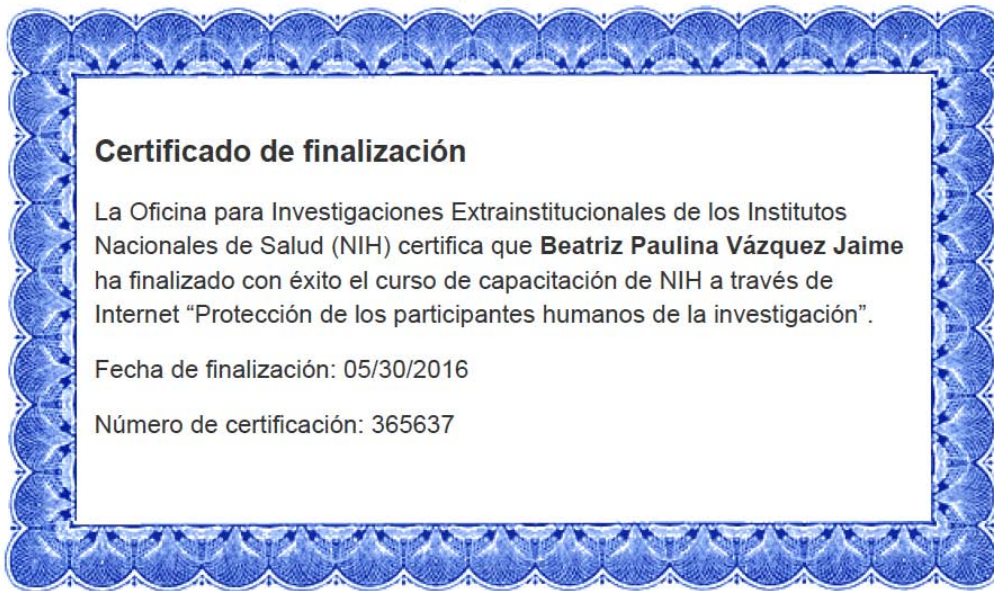 Certificado de finalización
La Oficina para Investigaciones Extrainstitucionales de los Institutos
Nacionales de Salud (NIH) certifica que Beatriz Paulina Vázquez Jaime
ha finalizado con éxito el curso de capacitación de NIH a través de
Internet “Protección de los participantes humanos de la investigación”.
Fecha de finalización: 05/30/2016
Número de certificación: 365637